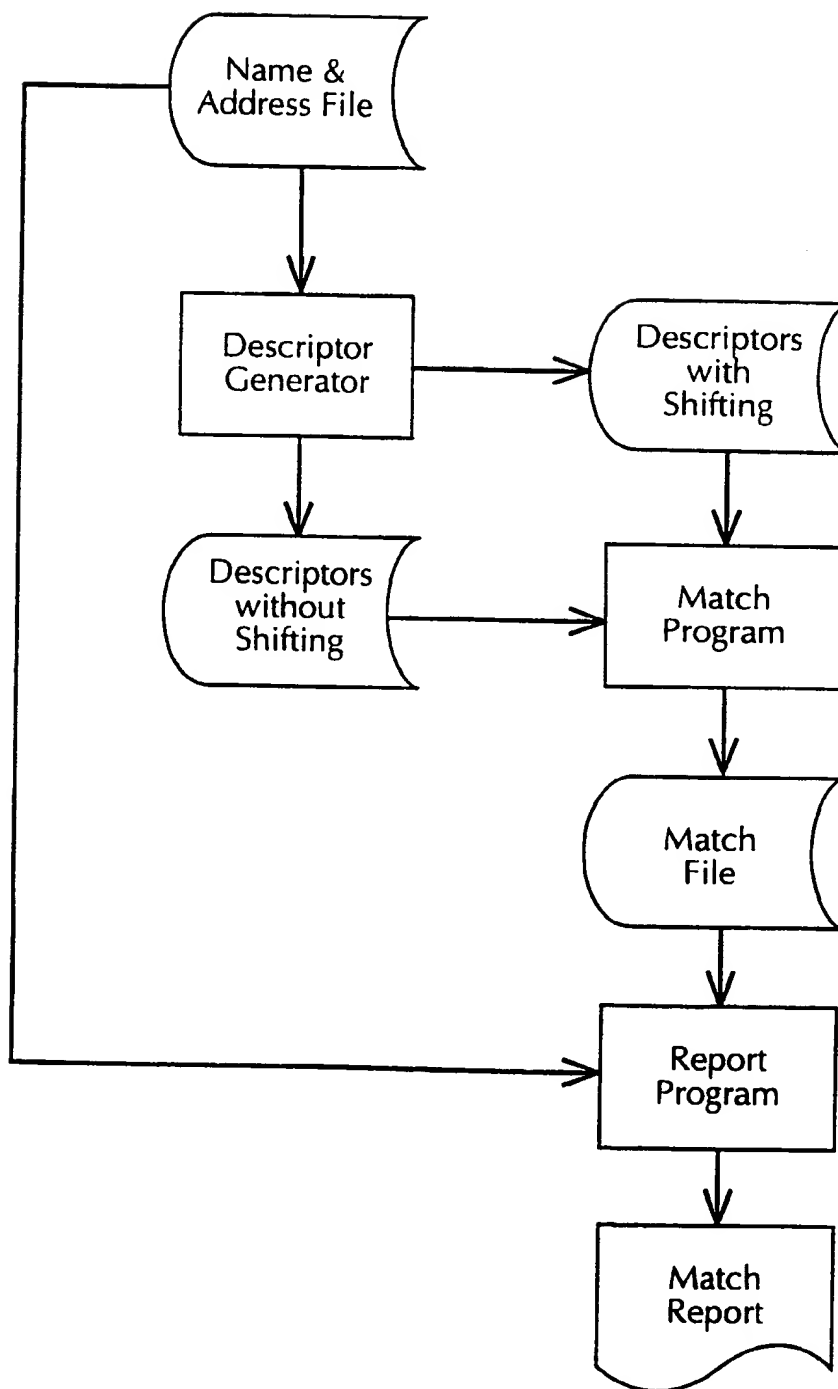 Name &
Address File
Descriptor
Generator
Descriptors
with
Shifting
Descriptors
without
Shifting
Match
Program
Match
File
Report
Program
Match
Report